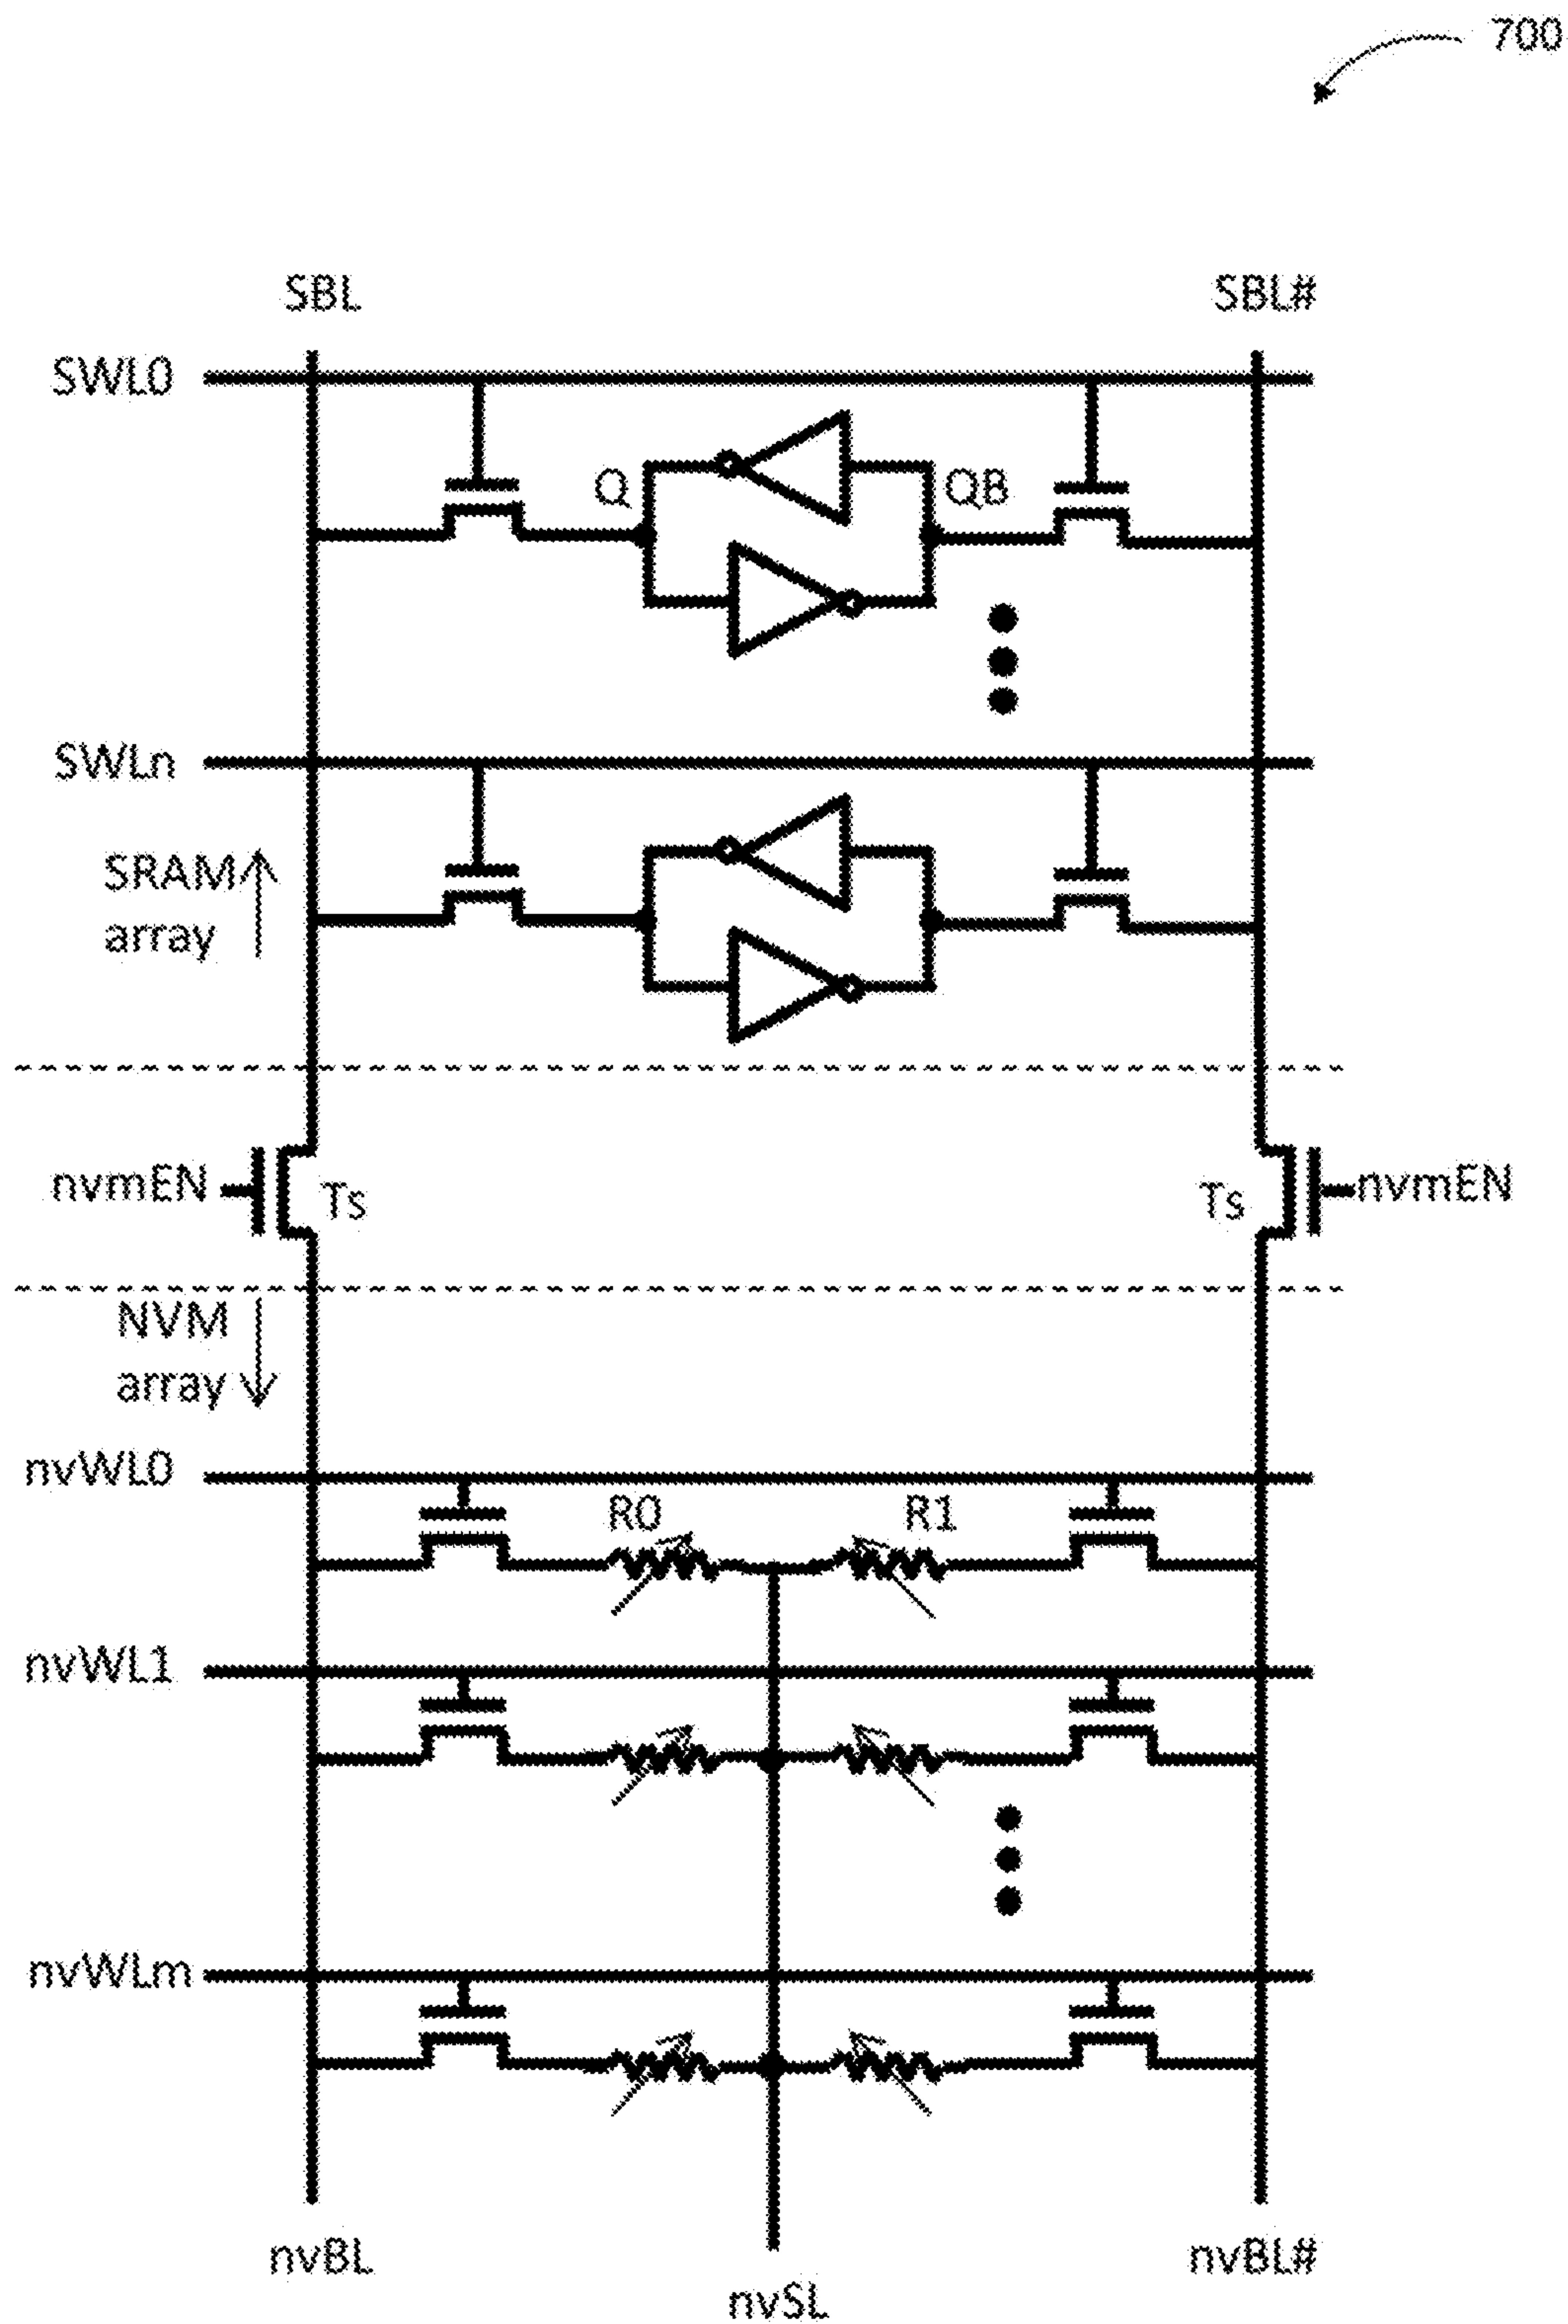 700
SBL
SBL#
SWL0
Q
QB
SWLn
SRAM
array
nvmEN
Ts
Ts
nvmEN
NVM
array
nvWL0
R0
R1
nvWL1
nvWLm
nvBL
nvBL#
nvSL